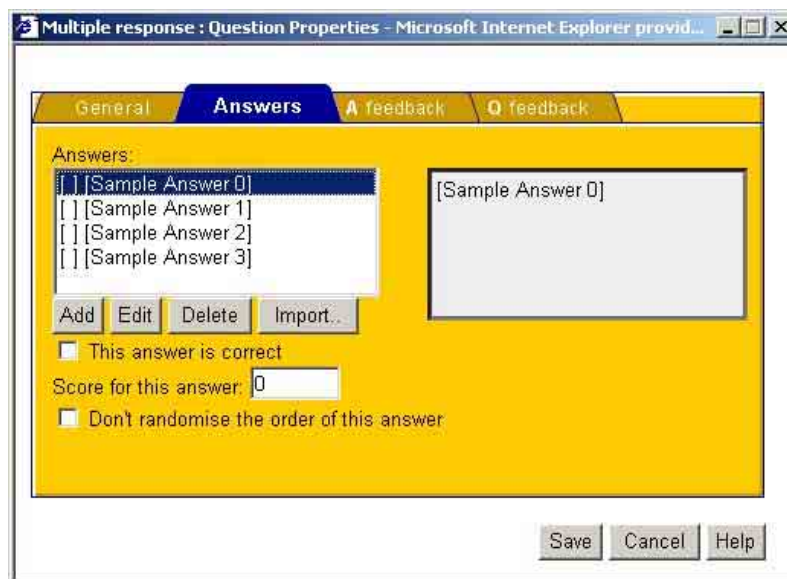 Multiple response : Question Properties - Microsoft Internet Explorer provid...
General Answers A feedback Q feedback
Answers:
[ ] [Sample Answer 0]
[ ] [Sample Answer 1]
[ ] [Sample Answer 2]
[ ] [Sample Answer 3]
[Sample Answer 0]
Add Edit Delete Import..
This answer is correct
Score for this answer: 0
Don't randomise the order of this answer
Save Cancel Help